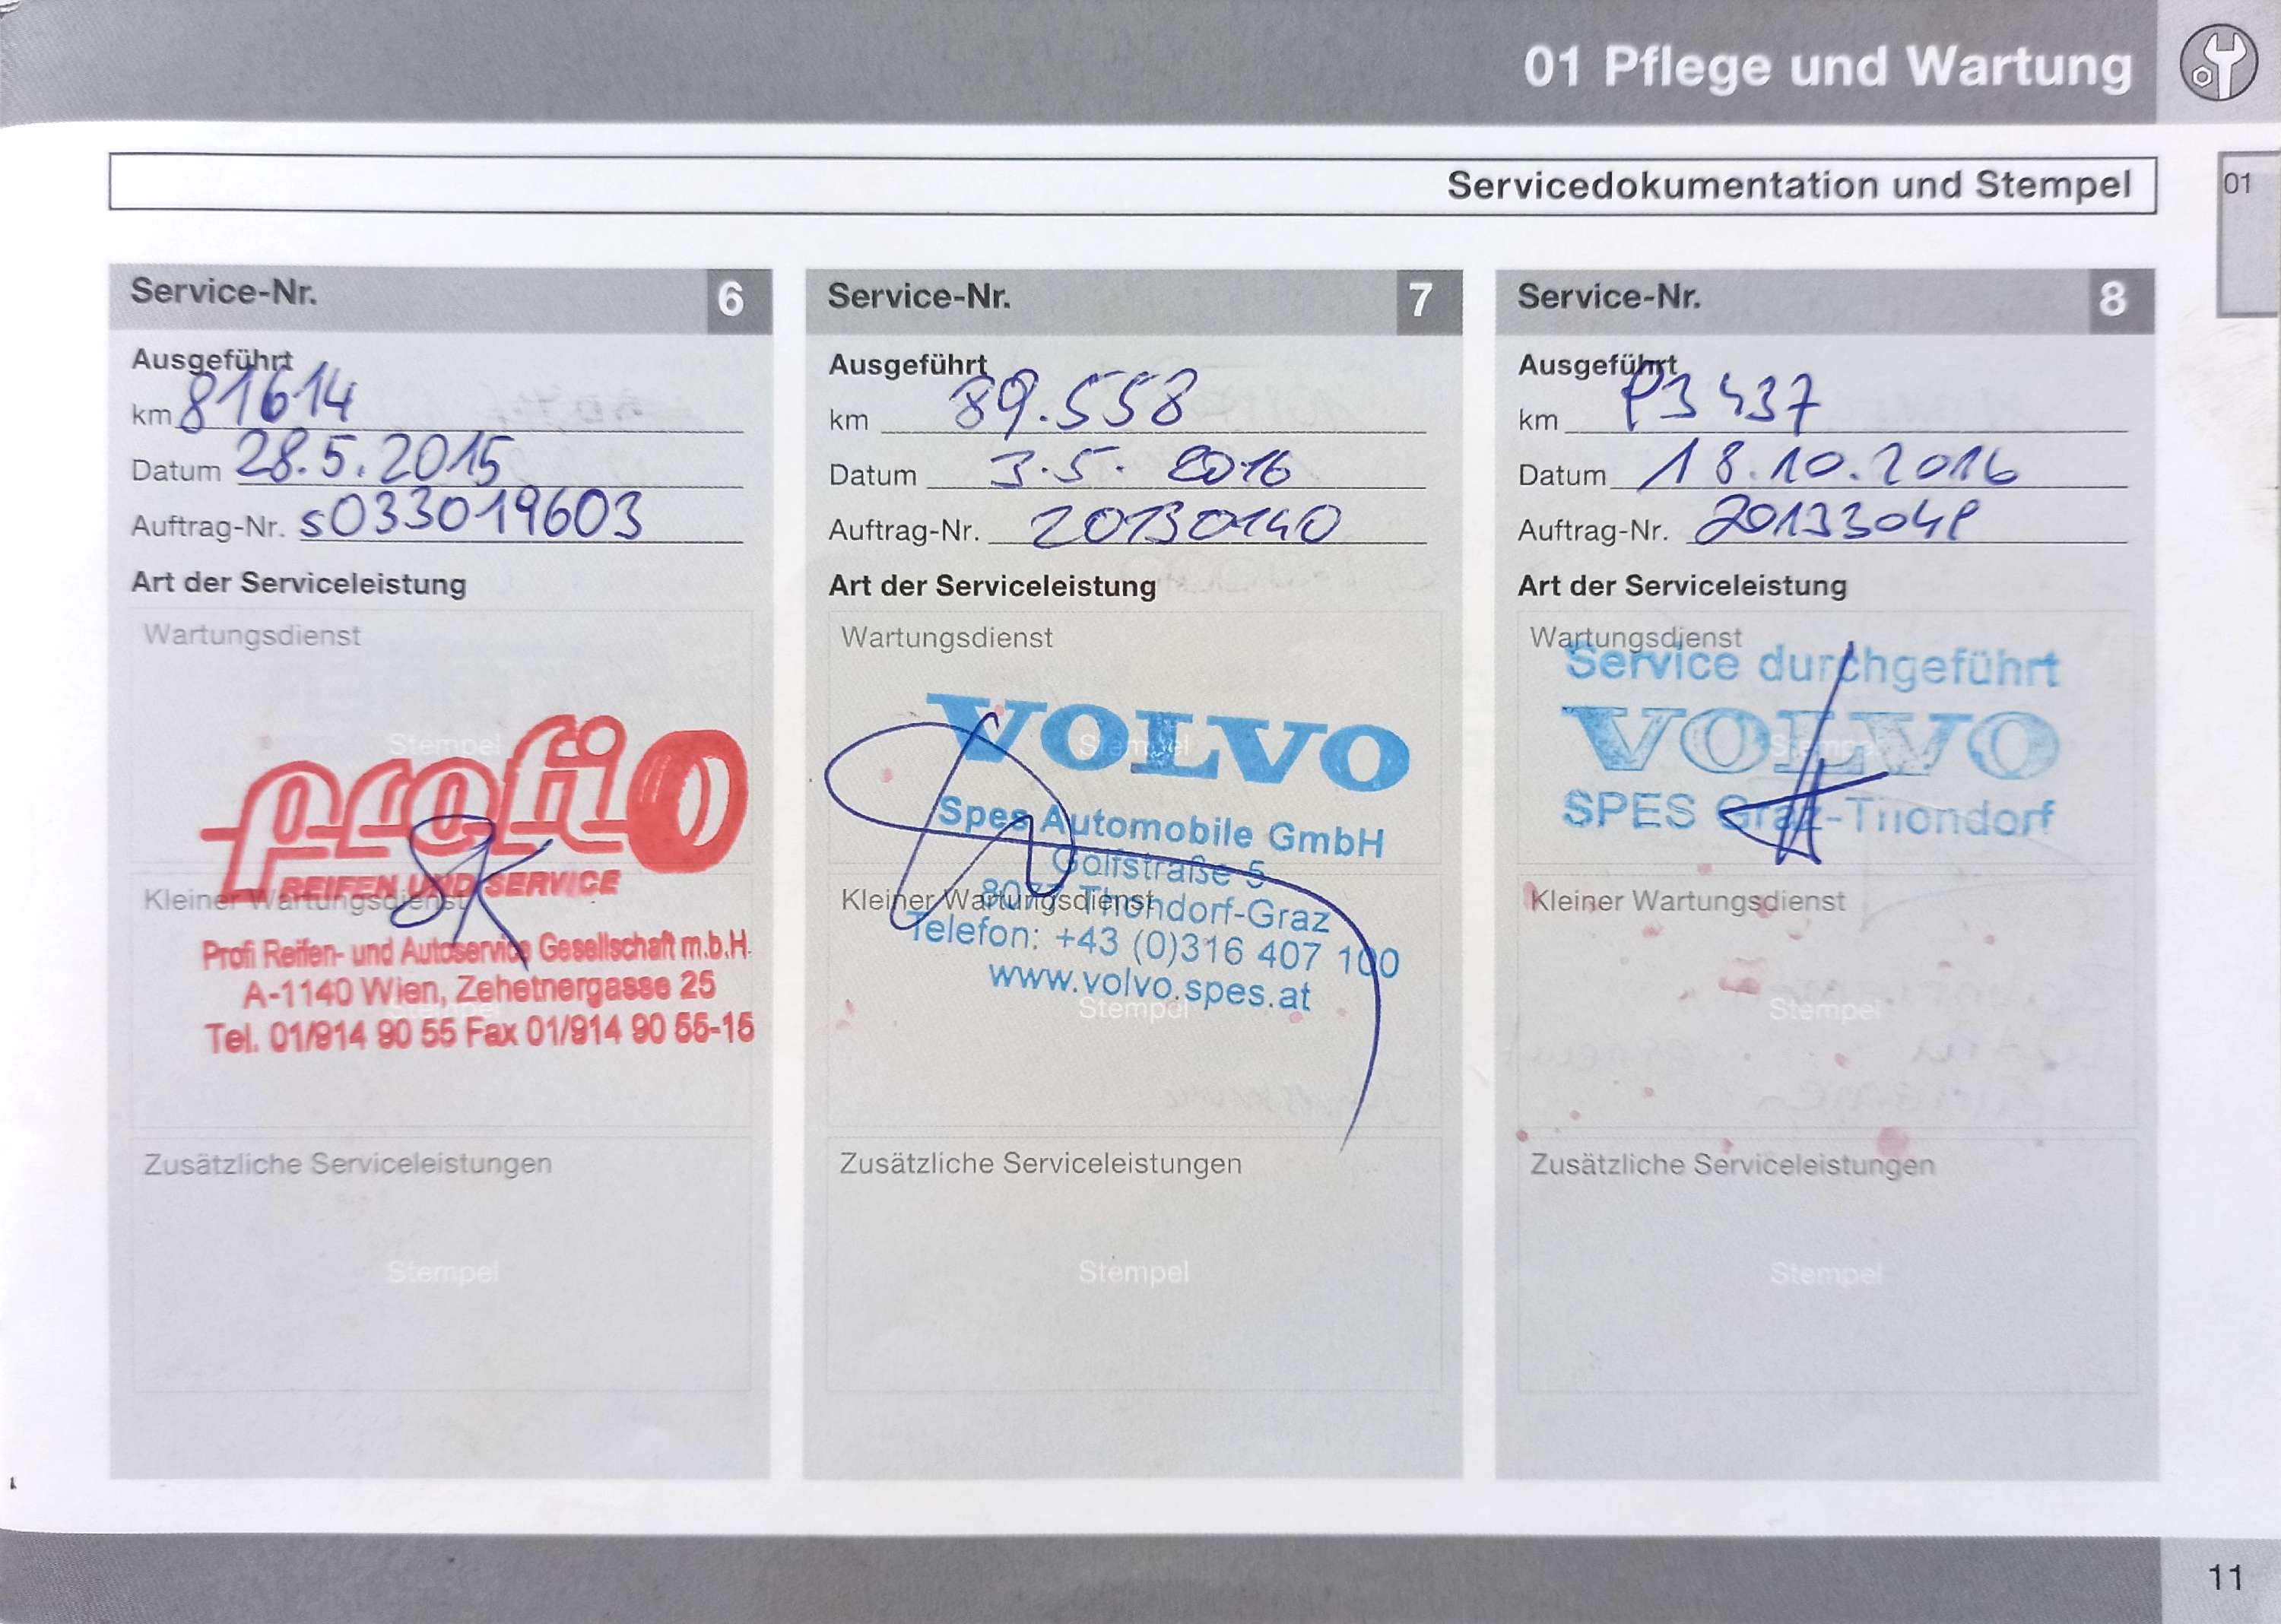 01 Pflege und Wartung
Servicedokumentation und Stempel
01
Service-Nr. 6
Ausgeführt
km 81614
Datum 28.5.2015
Auftrag-Nr. s033019603
Art der Serviceleistung
Wartungsdienst
Stempel
profi
REIFEN UND SERVICE
Kleiner Wartungsdienst
Profi Reifen- und Autoservice Gesellschaft m.b.H.
A-1140 Wien, Zehetnergasse 25
Stempel
Tel. 01/914 90 55 Fax 01/914 90 55-15
Zusätzliche Serviceleistungen
Stempel
Service-Nr. 7
Ausgeführt
km 89.558
Datum 3.5. 2016
Auftrag-Nr. 20130140
Art der Serviceleistung
Wartungsdienst
VOLVO
Stempel
Spes Automobile GmbH
Golfstraße 5
Kleiner Wartungsdienst
8077 Thondorf-Graz
Telefon: +43 (0)316 407 100
www.volvo.spes.at
Stempel
Zusätzliche Serviceleistungen
Stempel
Service-Nr. 8
Ausgeführt
km 93437
Datum 18.10.2016
Auftrag-Nr.
Art der Serviceleistung
Wartungsdienst
Service durchgeführt
VOLVO
Stempel
SPES Graz-Thondorf
Kleiner Wartungsdienst
Stempel
Zusätzliche Serviceleistungen
Stempel
11